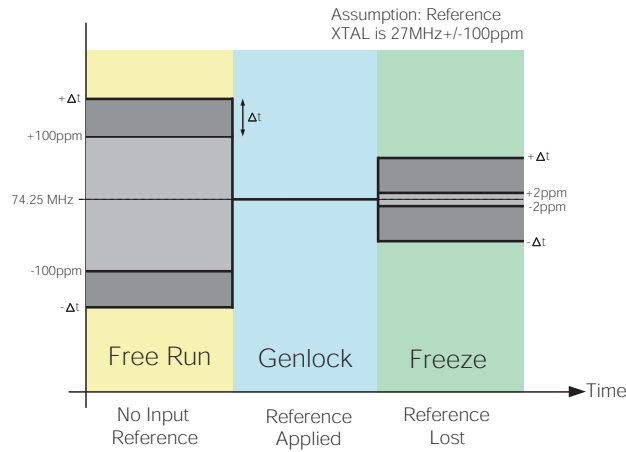 Assumption: Reference
XTAL is 27MHz+/-100ppm
+Δt
Δt
+100ppm
+Δt
+2ppm
74.25 MHz
-2ppm
-Δt
-100ppm
-Δt
Free Run
Genlock
Freeze
Time
No Input
Reference
Reference
Applied
Reference
Lost